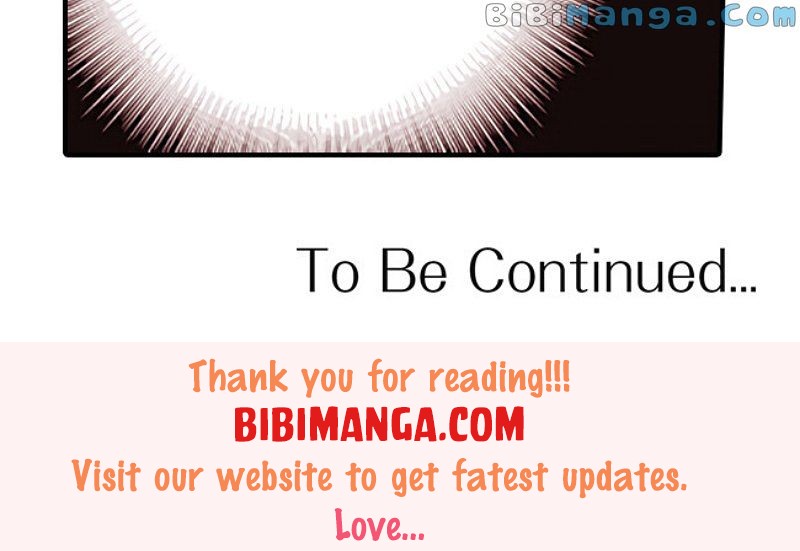 BiBiManga.Com
To Be Continued...
Thank you for reading!!!
BIBIMANGA.COM
Visit our website to get fatest updates.
Love...